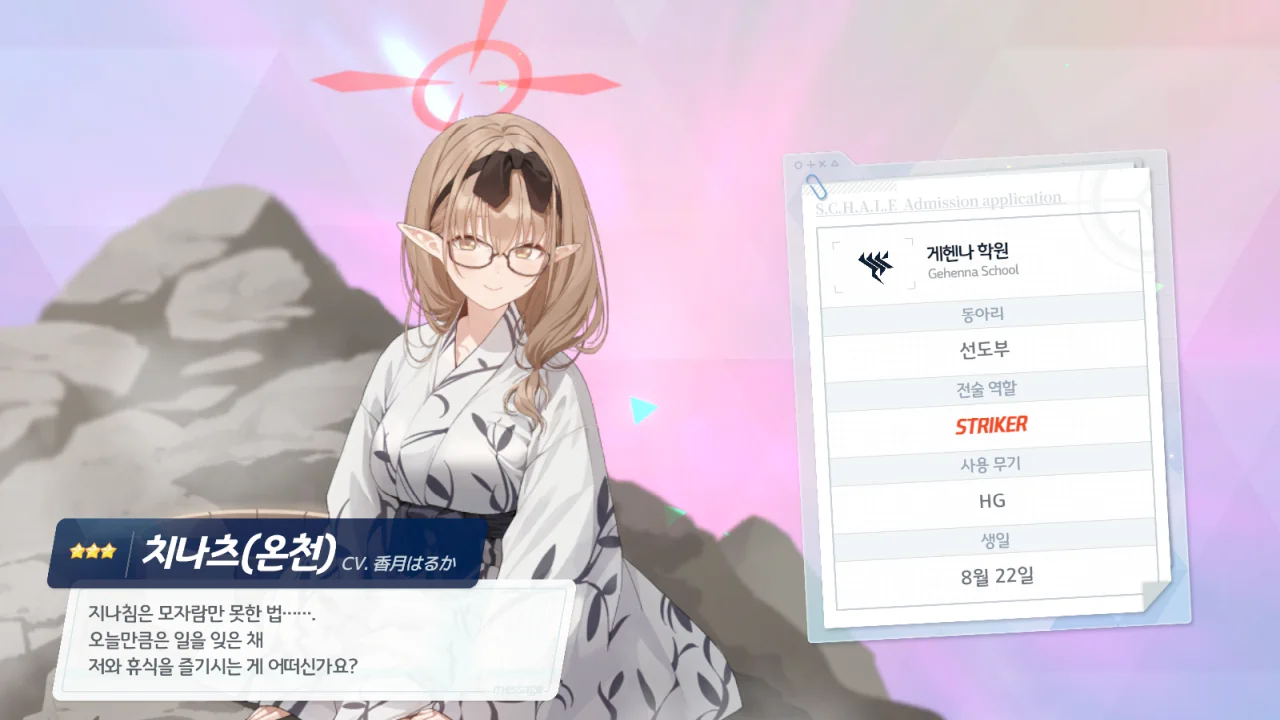 S.C.H.A.L.E Admission application
게헨나 학원
Gehenna School
동아리
선도부
전술 역할
STRIKER
사용 무기
HG
생일
8월 22일
치나츠(온천) CV. 香月はるか
지나침은 모자람만 못한 법…….
오늘만큼은 일을 잊은 채
저와 휴식을 즐기시는 게 어떠신가요?
message